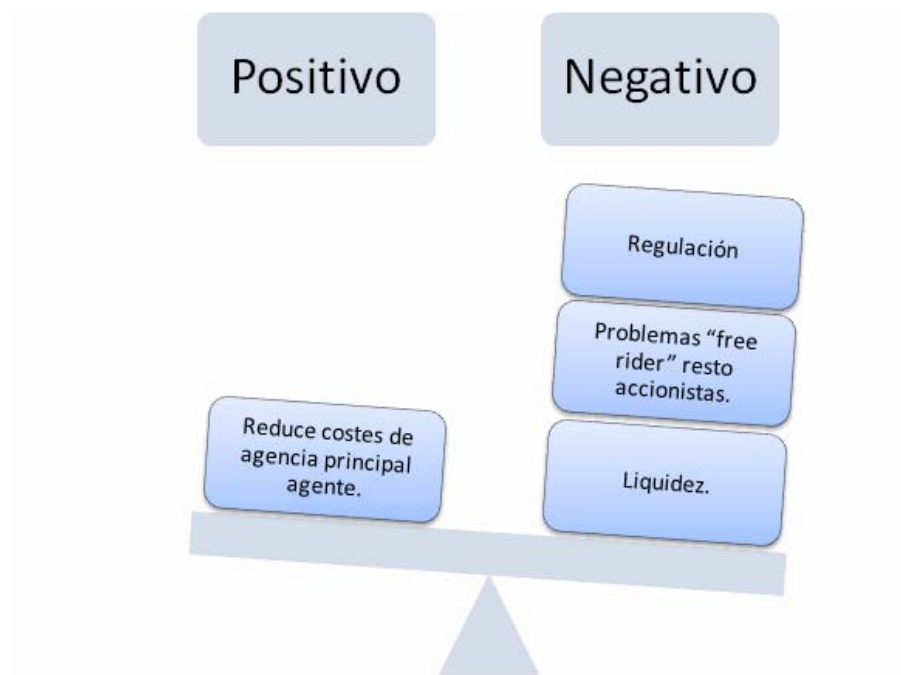 Positivo
Negativo
Regulación
Problemas “free
rider” resto
accionistas.
Reduce costes de
agencia principal
agente.
Liquidez.